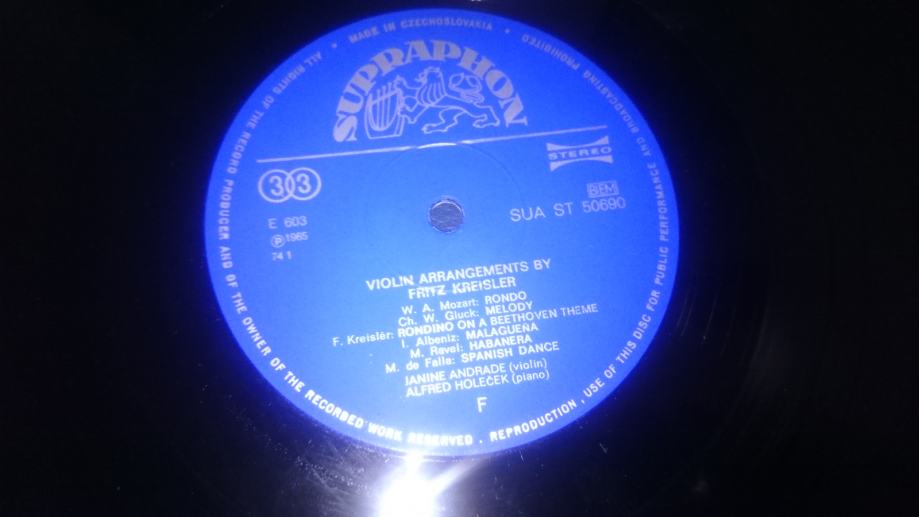 ALL RIGHTS OF THE RECORD PRODUCER AND OF THE OWNER OF THE RECORDED WORK RESERVED . REPRODUCTION , USE OF THIS DISC FOR PUBLIC PERFORMANCE AND BROADCASTING PROHIBITED • MADE IN CZECHOSLOVAKIA •
SUPRAPHON
STEREO
33
BIEM
E 603
SUA ST 50690
Ⓟ1965
74 1
VIOLIN ARRANGEMENTS BY
FRITZ KREISLER
W. A. Mozart: RONDO
Ch. W. Gluck: MELODY
F. Kreisler: RONDINO ON A BEETHOVEN THEME
I. Albeniz: MALAGUEÑA
M. Ravel: HABANERA
M. de Falla: SPANISH DANCE
JANINE ANDRADE (violin)
ALFRED HOLEČEK (piano)
F